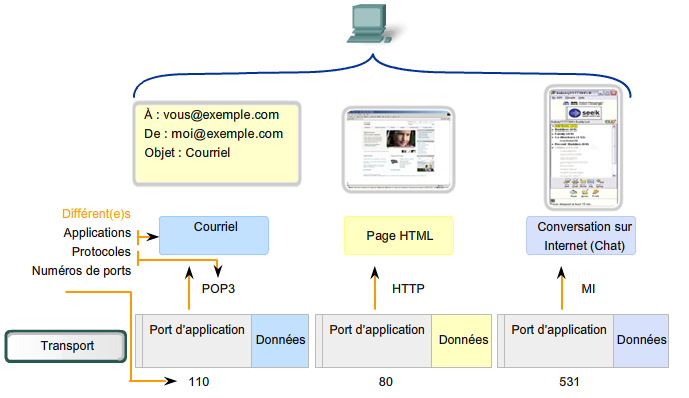 À : vous@exemple.com
De : moi@exemple.com
Objet : Courriel
seek
Différent(e)s
Applications
Protocoles
Numéros de ports
Courriel
Page HTML
Conversation sur
Internet (Chat)
POP3
HTTP
MI
Transport
Port d'application
Données
Port d'application
Données
Port d'application
Données
110
80
531